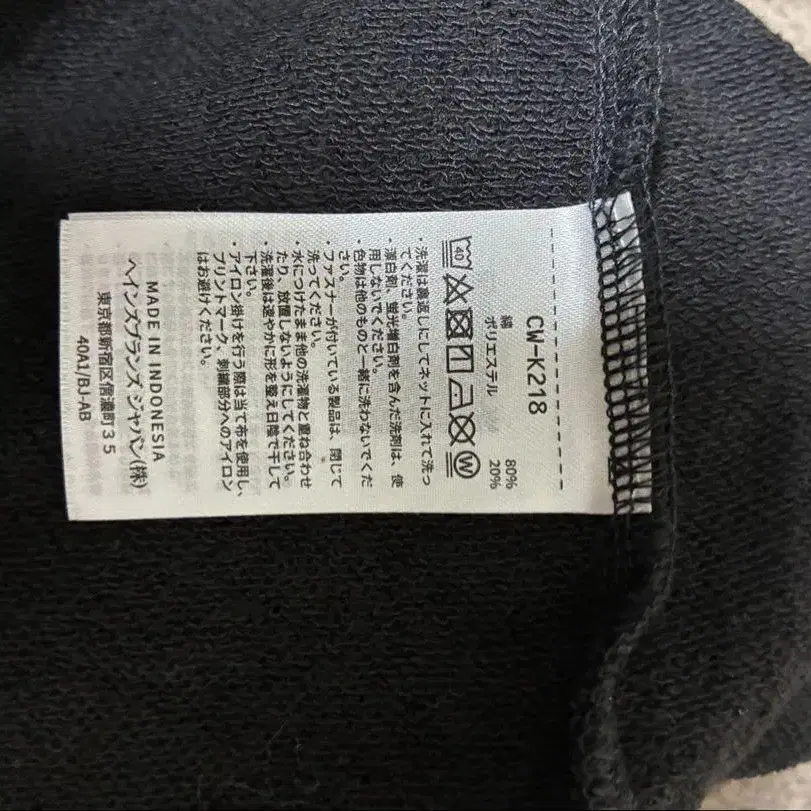 CW-K218
綿 80%
ポリエステル 20%
40
W
・洗濯は裏返しにしてネットに入れて洗っ
てください。
・漂白剤、蛍光増白剤を含んだ洗剤は、使
用しないでください。
・色物は他のものと一緒に洗わないでくだ
さい。
・ファスナーが付いている製品は、閉じて
洗ってください。
・水につけたまま他の洗濯物と重ね合わせ
たり、放置しないようにしてください。
・洗濯後は速やかに形を整え日陰で干して
下さい。
・アイロン掛けを行う際は当て布を使用し、
プリントマーク、刺繍部分へのアイロン
はお避けください。
MADE IN INDONESIA
ヘインズブランズ ジャパン(株)
東京都新宿区信濃町35
40A1/BJ-AB